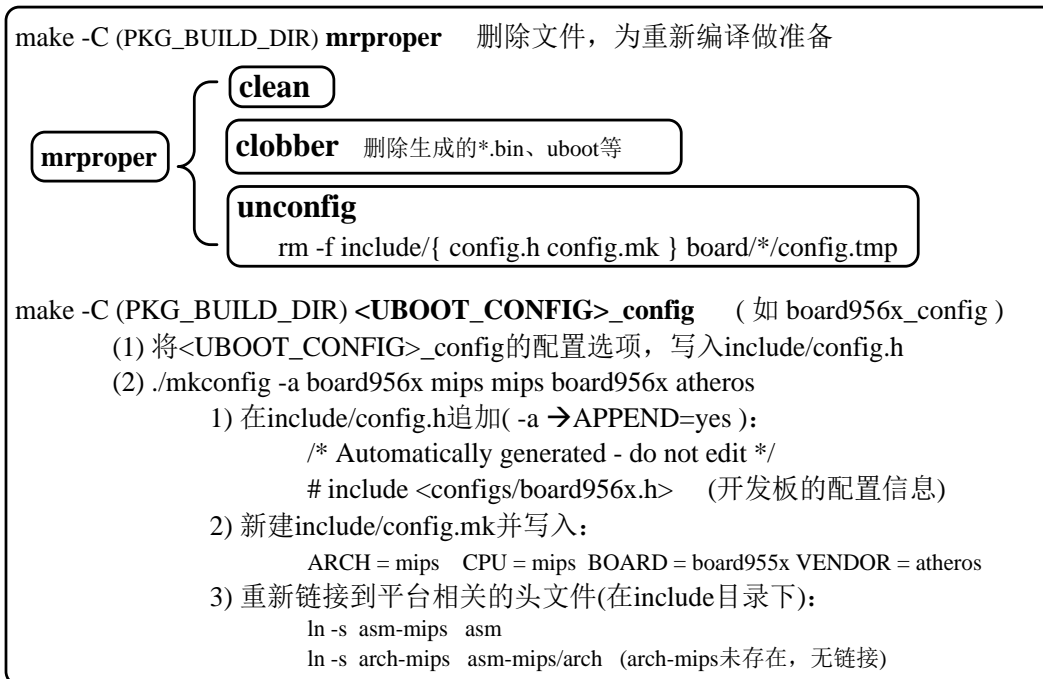 make -C (PKG_BUILD_DIR) mrproper 删除文件，为重新编译做准备
clean
mrproper
clobber 删除生成的*.bin、uboot等
unconfig
rm -f include/{ config.h config.mk } board/*/config.tmp
make -C (PKG_BUILD_DIR) <UBOOT_CONFIG>_config ( 如 board956x_config )
(1) 将<UBOOT_CONFIG>_config的配置选项，写入include/config.h
(2) ./mkconfig -a board956x mips mips board956x atheros
1) 在include/config.h追加( -a →APPEND=yes )：
/* Automatically generated - do not edit */
# include <configs/board956x.h> (开发板的配置信息)
2) 新建include/config.mk并写入：
ARCH = mips CPU = mips BOARD = board955x VENDOR = atheros
3) 重新链接到平台相关的头文件(在include目录下)：
ln -s asm-mips asm
ln -s arch-mips asm-mips/arch (arch-mips未存在，无链接)